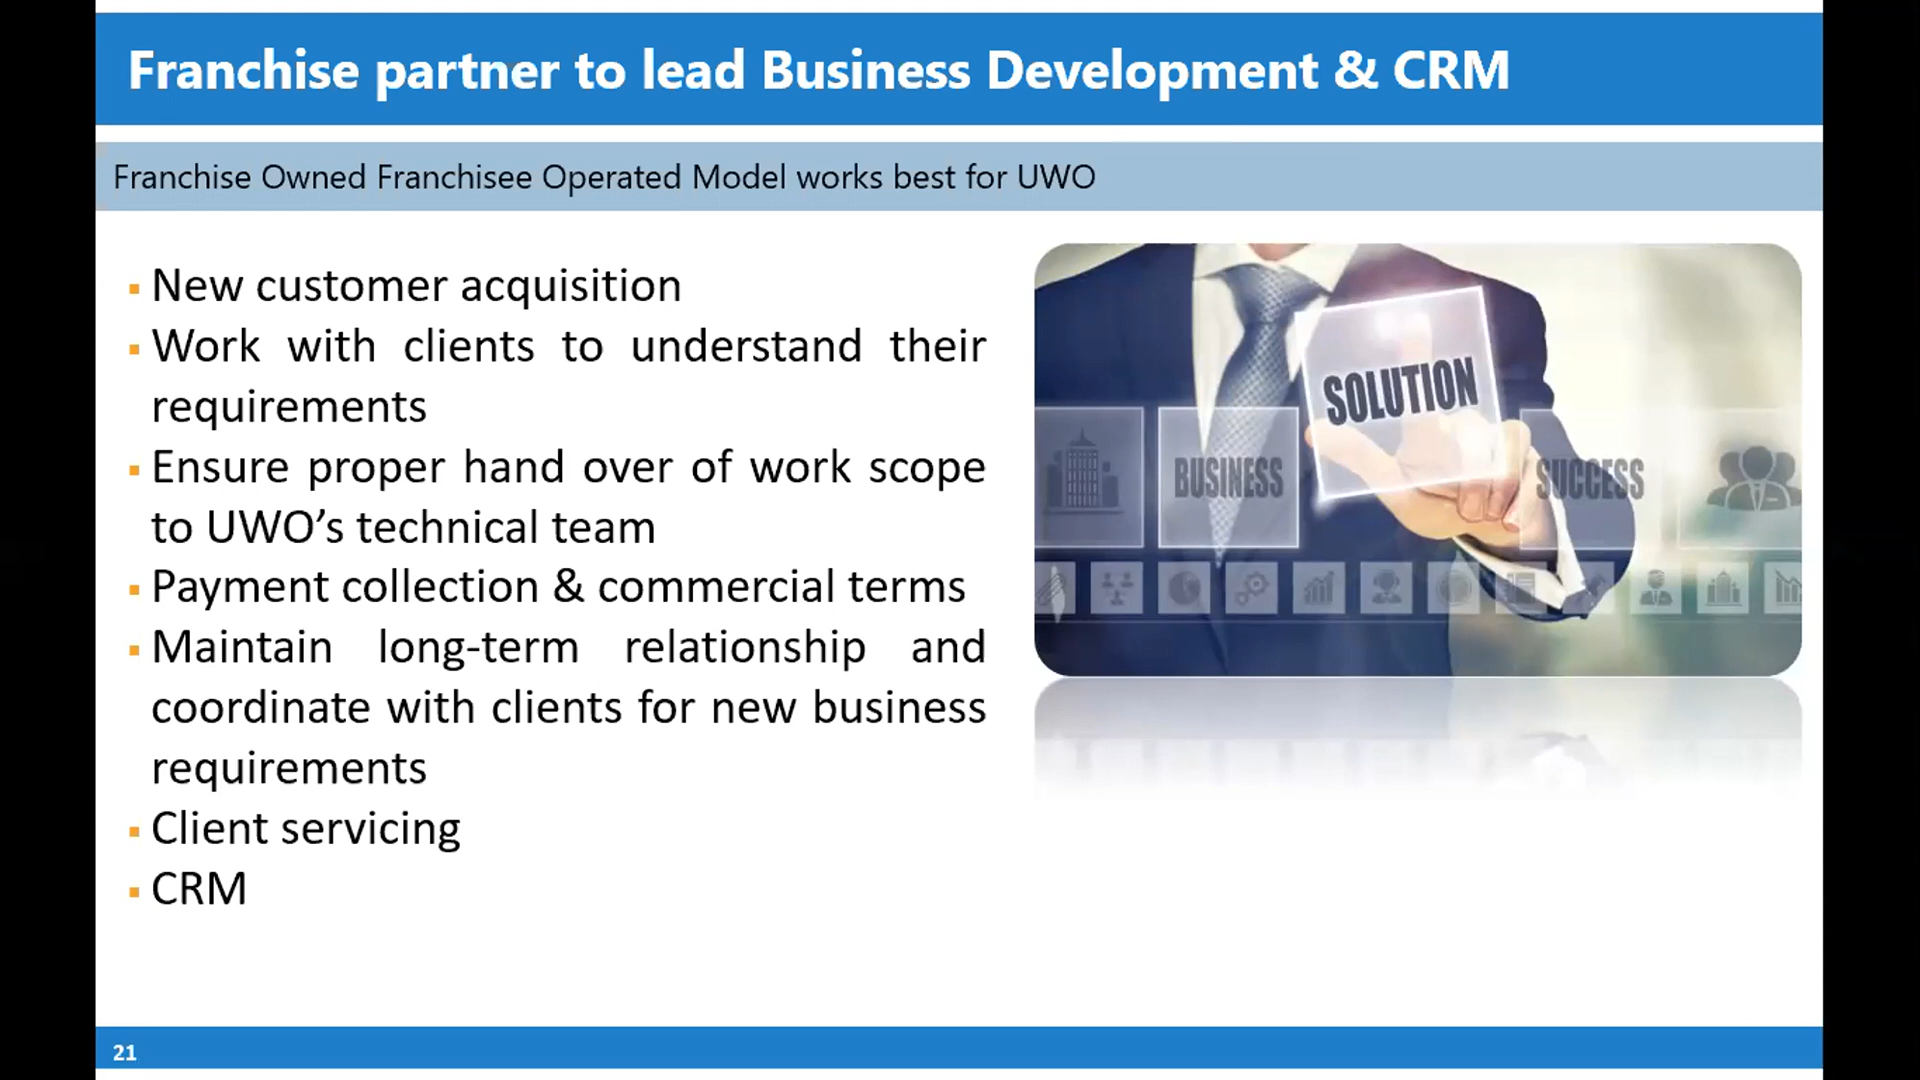 Franchise partner to lead Business Development & CRM
Franchise Owned Franchisee Operated Model works best for UWO
▪ New customer acquisition
▪ Work with clients to understand their
requirements
▪ Ensure proper hand over of work scope
to UWO’s technical team
▪ Payment collection & commercial terms
▪ Maintain long-term relationship and
coordinate with clients for new business
requirements
▪ Client servicing
▪ CRM
SOLUTION
BUSINESS
SUCCESS
21